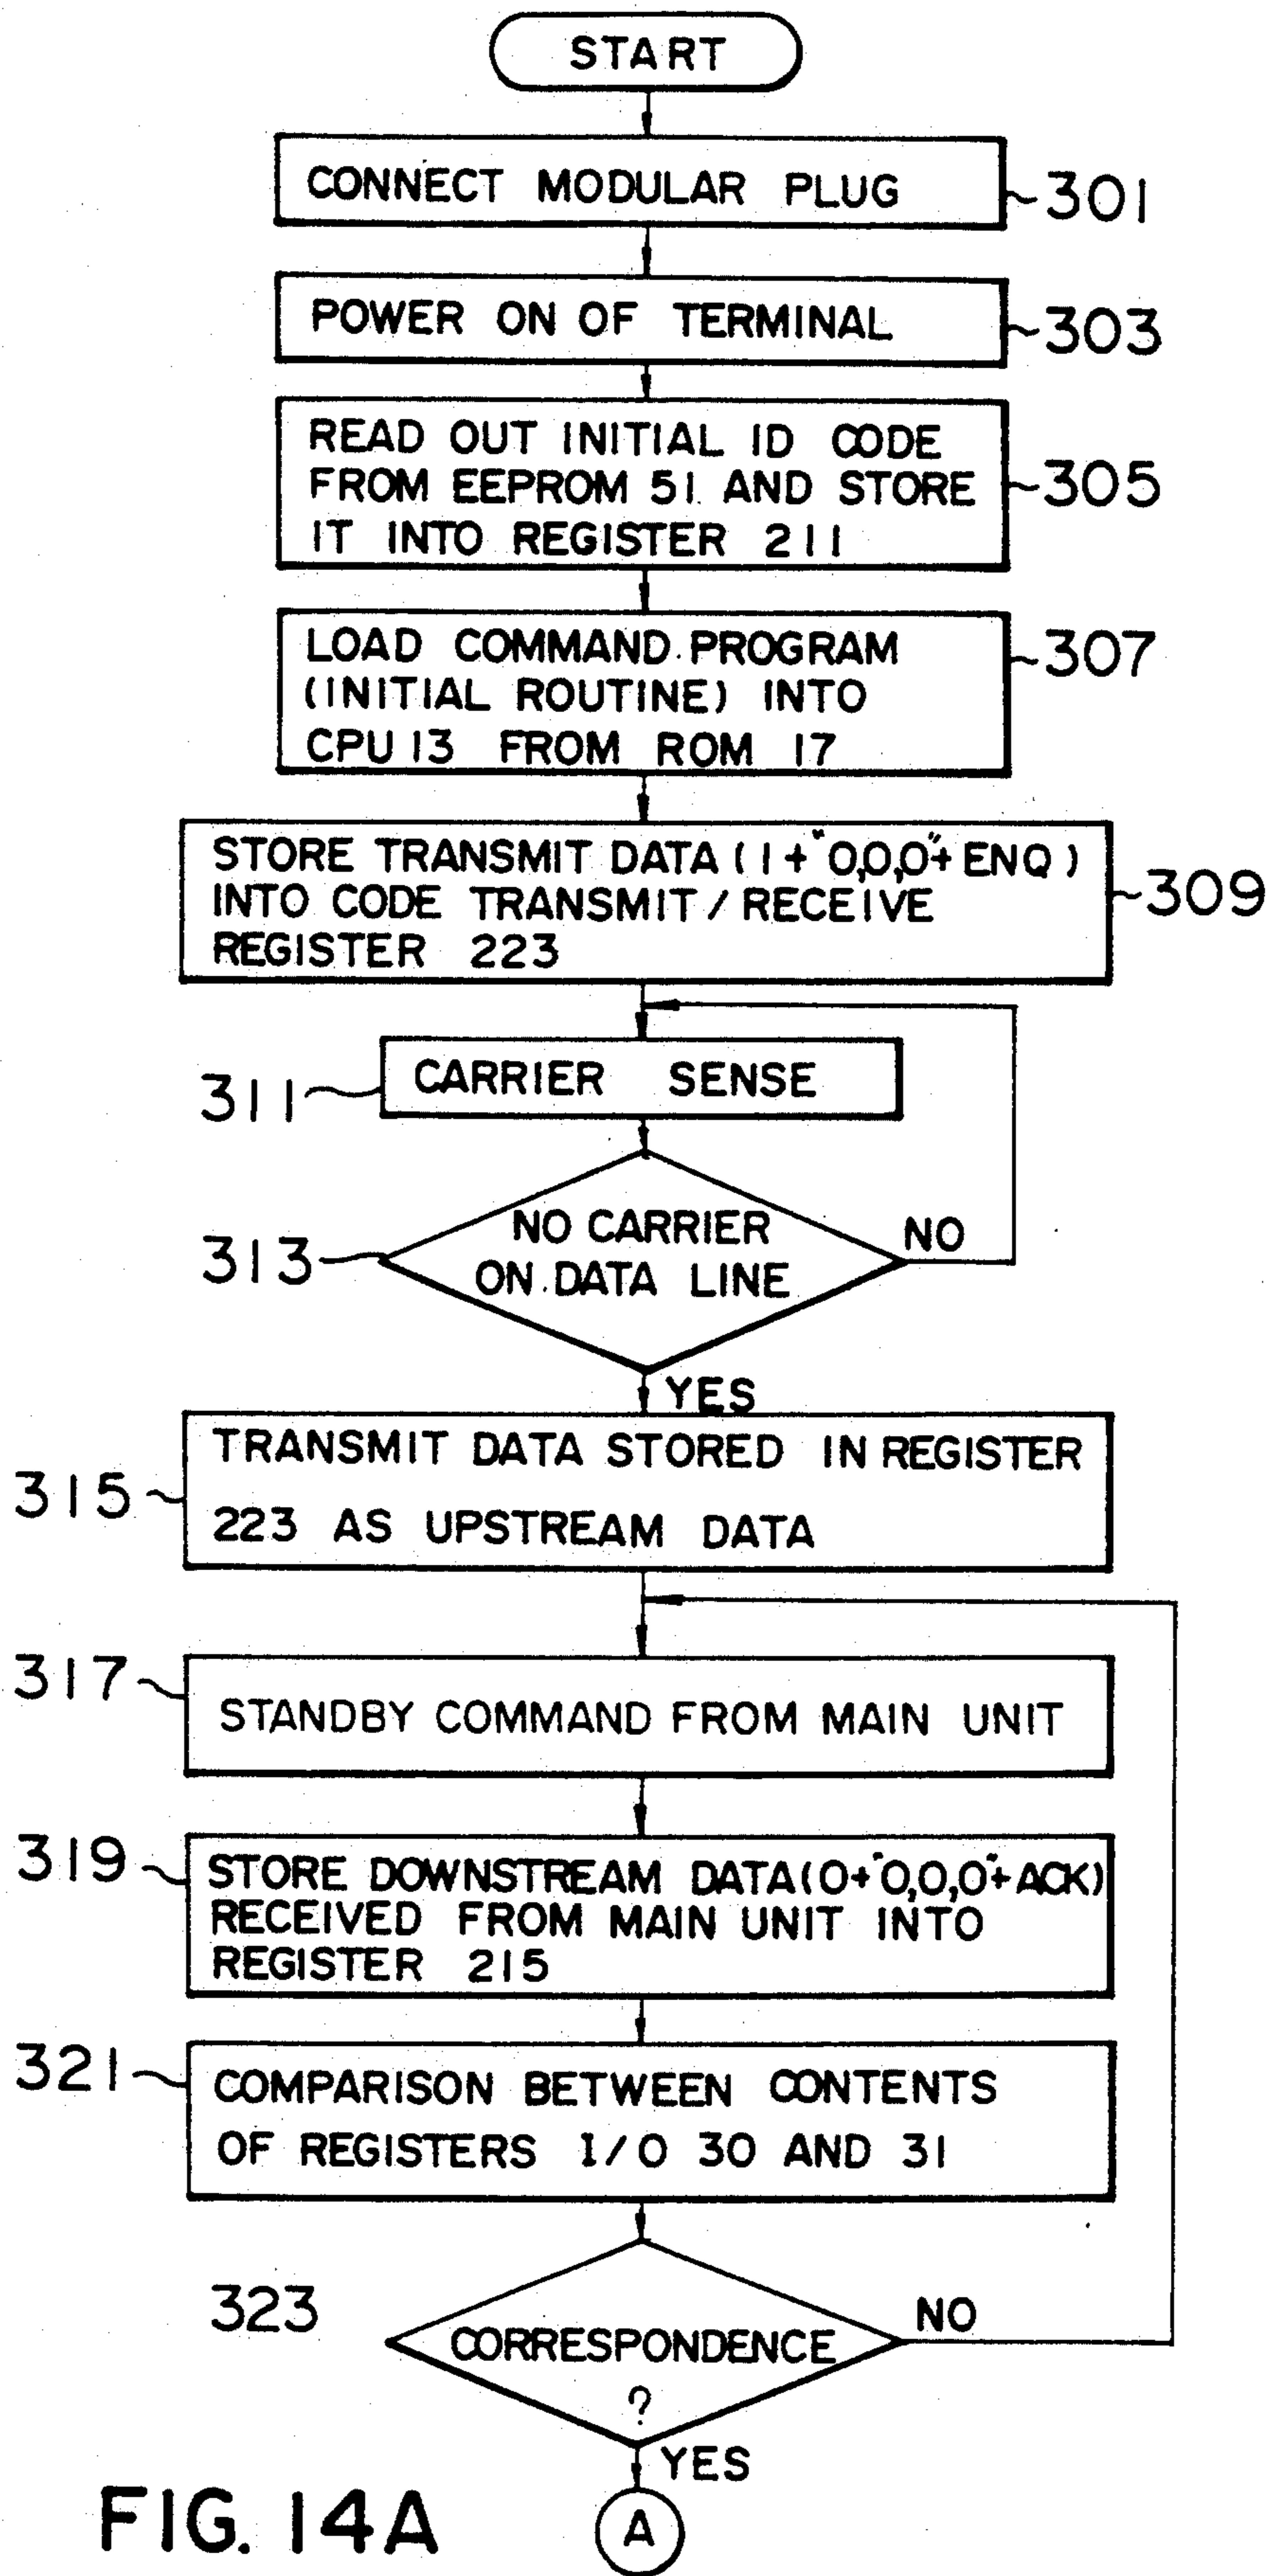 START
CONNECT MODULAR PLUG
301
POWER ON OF TERMINAL
303
READ OUT INITIAL ID CODE
FROM EEPROM 51 AND STORE
IT INTO REGISTER 211
305
LOAD COMMAND PROGRAM
(INITIAL ROUTINE) INTO
CPU 13 FROM ROM 17
307
STORE TRANSMIT DATA (1+"0,0,0"+ENQ)
INTO CODE TRANSMIT/RECEIVE
REGISTER 223
309
CARRIER SENSE
311
NO CARRIER
ON DATA LINE
313
NO
YES
TRANSMIT DATA STORED IN REGISTER
223 AS UPSTREAM DATA
315
317
STANDBY COMMAND FROM MAIN UNIT
319
STORE DOWNSTREAM DATA(0+"0,0,0"+ACK)
RECEIVED FROM MAIN UNIT INTO
REGISTER 215
321
COMPARISON BETWEEN CONTENTS
OF REGISTERS I/O 30 AND 31
323
CORRESPONDENCE
?
NO
YES
A
FIG. 14A